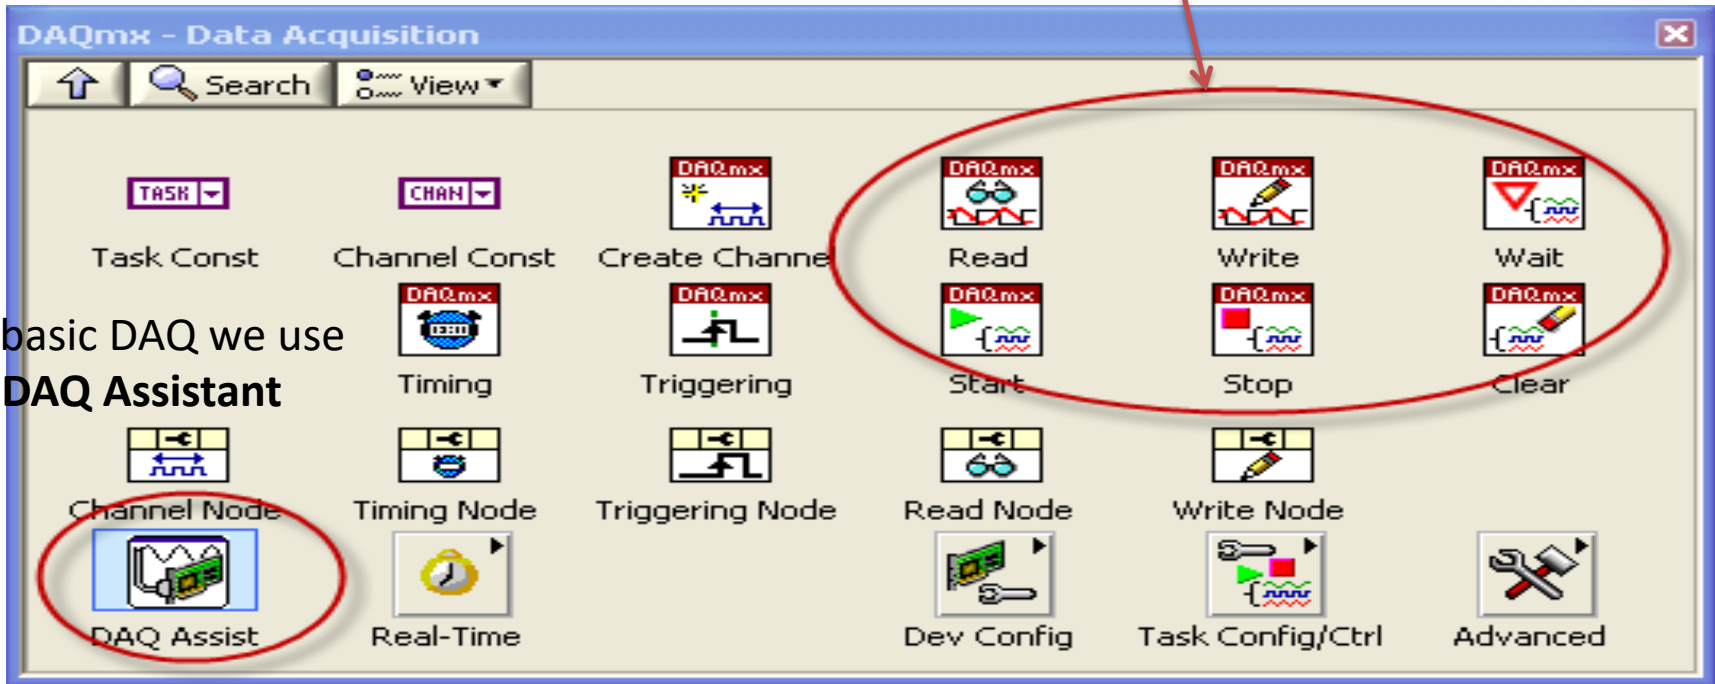 DAQmx - Data Acquisition
Search View
DAQmx DAQmx DAQmx DAQmx
TASK CHAN
Task Const Channel Const Create Channel Read Write Wait
DAQmx DAQmx DAQmx DAQmx DAQmx
basic DAQ we use
DAQ Assistant
Timing Triggering Start Stop Clear
Channel Node Timing Node Triggering Node Read Node Write Node
DAQ Assist Real-Time Dev Config Task Config/Ctrl Advanced